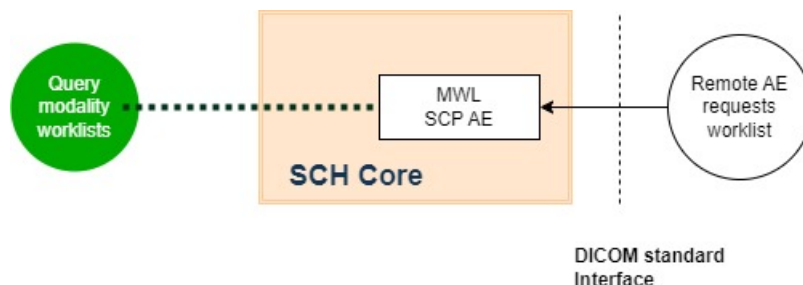 Query
modality
worklists
MWL
SCP AE
SCH Core
Remote AE
requests
worklist
DICOM standard
Interface